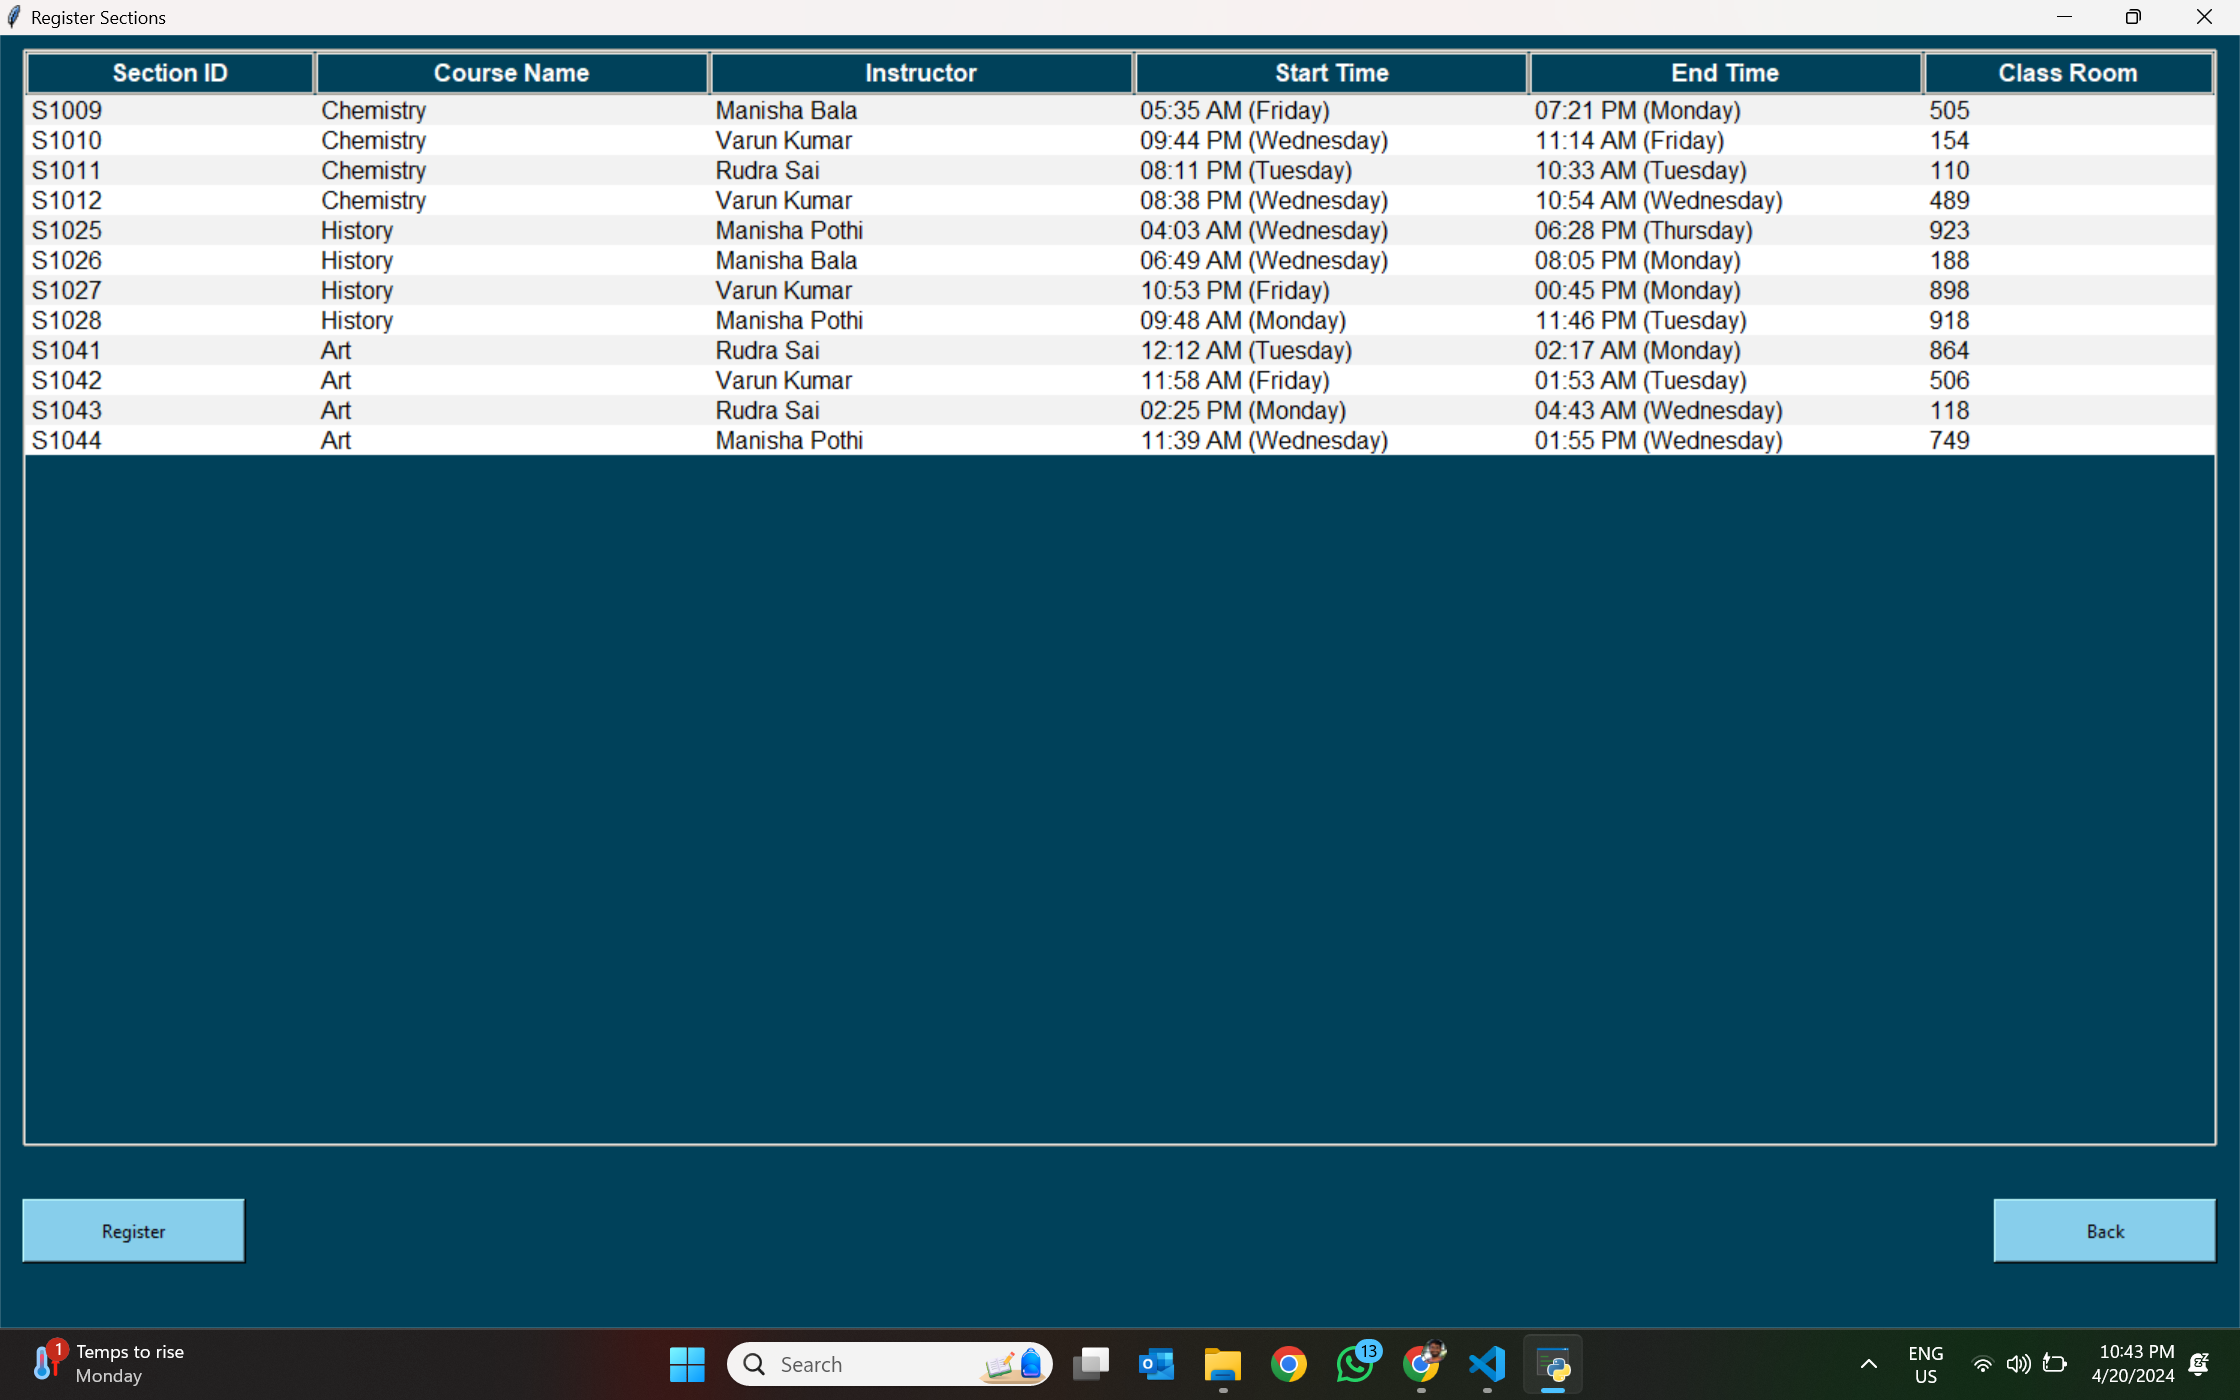 Register Sections
Section ID Course Name Instructor Start Time End Time Class Room
S1009 Chemistry Manisha Bala 05:35 AM (Friday) 07:21 PM (Monday) 505
S1010 Chemistry Varun Kumar 09:44 PM (Wednesday) 11:14 AM (Friday) 154
S1011 Chemistry Rudra Sai 08:11 PM (Tuesday) 10:33 AM (Tuesday) 110
S1012 Chemistry Varun Kumar 08:38 PM (Wednesday) 10:54 AM (Wednesday) 489
S1025 History Manisha Pothi 04:03 AM (Wednesday) 06:28 PM (Thursday) 923
S1026 History Manisha Bala 06:49 AM (Wednesday) 08:05 PM (Monday) 188
S1027 History Varun Kumar 10:53 PM (Friday) 00:45 PM (Monday) 898
S1028 History Manisha Pothi 09:48 AM (Monday) 11:46 PM (Tuesday) 918
S1041 Art Rudra Sai 12:12 AM (Tuesday) 02:17 AM (Monday) 864
S1042 Art Varun Kumar 11:58 AM (Friday) 01:53 AM (Tuesday) 506
S1043 Art Rudra Sai 02:25 PM (Monday) 04:43 AM (Wednesday) 118
S1044 Art Manisha Pothi 11:39 AM (Wednesday) 01:55 PM (Wednesday) 749
Register Back
1
Temps to rise
Monday
Search
13
ENG
US
10:43 PM
4/20/2024